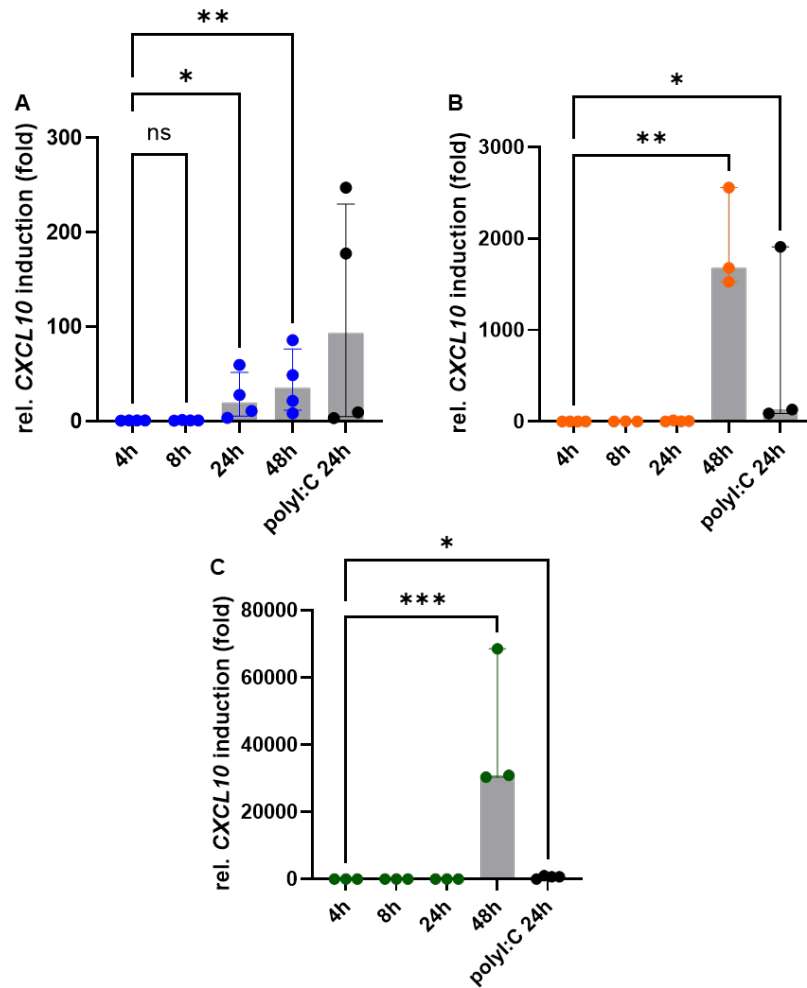 A
**
*
ns
rel. CXCL10 induction (fold)
300
200
100
0
4h
8h
24h
48h
polyI:C 24h
B
*
**
rel. CXCL10 induction (fold)
3000
2000
1000
0
4h
8h
24h
48h
polyI:C 24h
C
*
***
rel. CXCL10 induction (fold)
80000
60000
40000
20000
0
4h
8h
24h
48h
polyI:C 24h